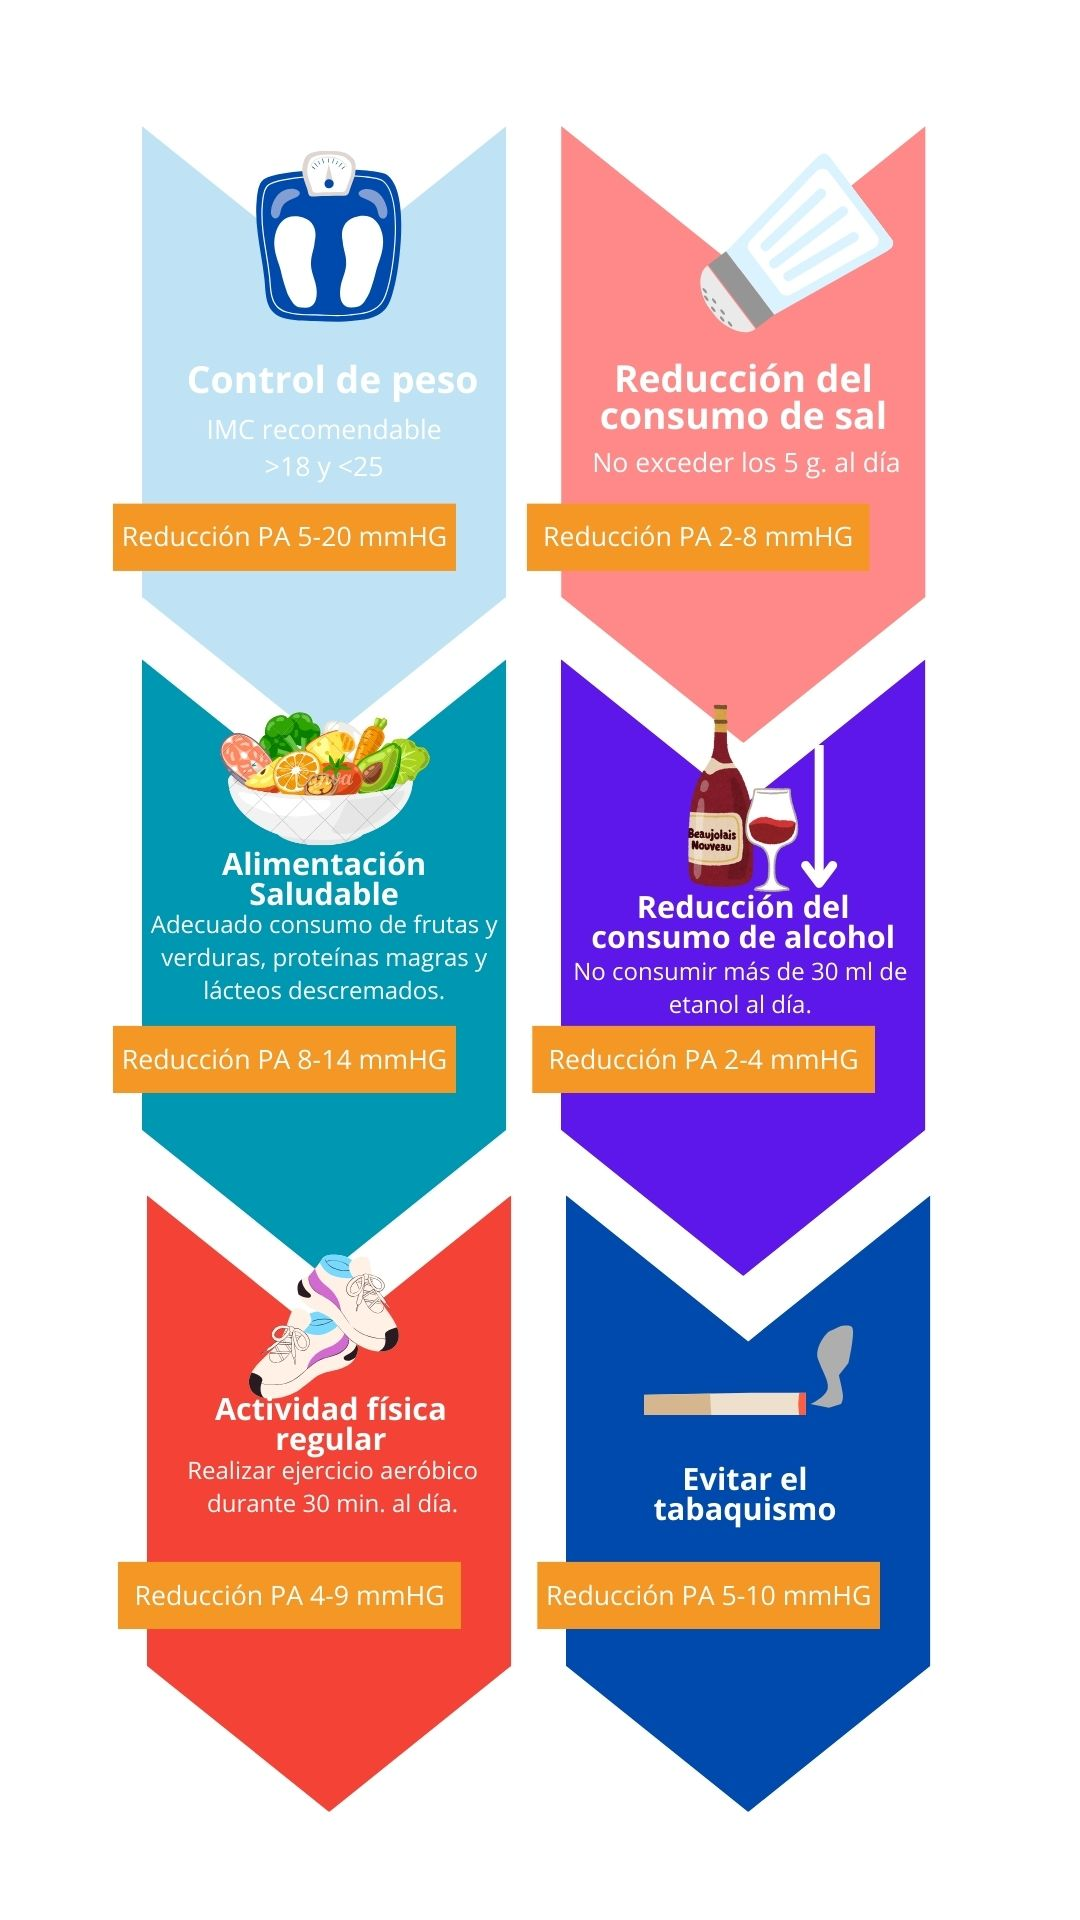 Control de peso
IMC recomendable
>18 y <25
Reducción PA 5-20 mmHG
Reducción del
consumo de sal
No exceder los 5 g. al día
Reducción PA 2-8 mmHG
Alimentación
Saludable
Adecuado consumo de frutas y
verduras, proteínas magras y
lácteos descremados.
Reducción PA 8-14 mmHG
Beaujolais
Nouveau
Reducción del
consumo de alcohol
No consumir más de 30 ml de
etanol al día.
Reducción PA 2-4 mmHG
Actividad física
regular
Realizar ejercicio aeróbico
durante 30 min. al día.
Reducción PA 4-9 mmHG
Evitar el
tabaquismo
Reducción PA 5-10 mmHG